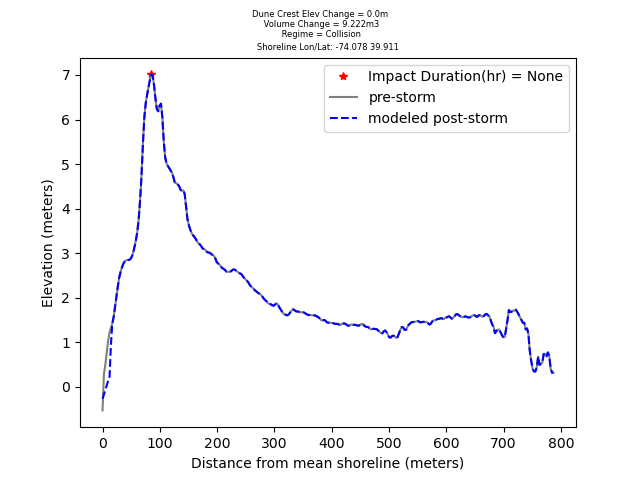 Dune Crest Elev Change = 0.0m
Volume Change = 9.222m3
Regime = Collision
Shoreline Lon/Lat: -74.078 39.911
Impact Duration(hr) = None
pre-storm
modeled post-storm
7
6
5
4
3
2
1
0
Elevation (meters)
0 100 200 300 400 500 600 700 800
Distance from mean shoreline (meters)